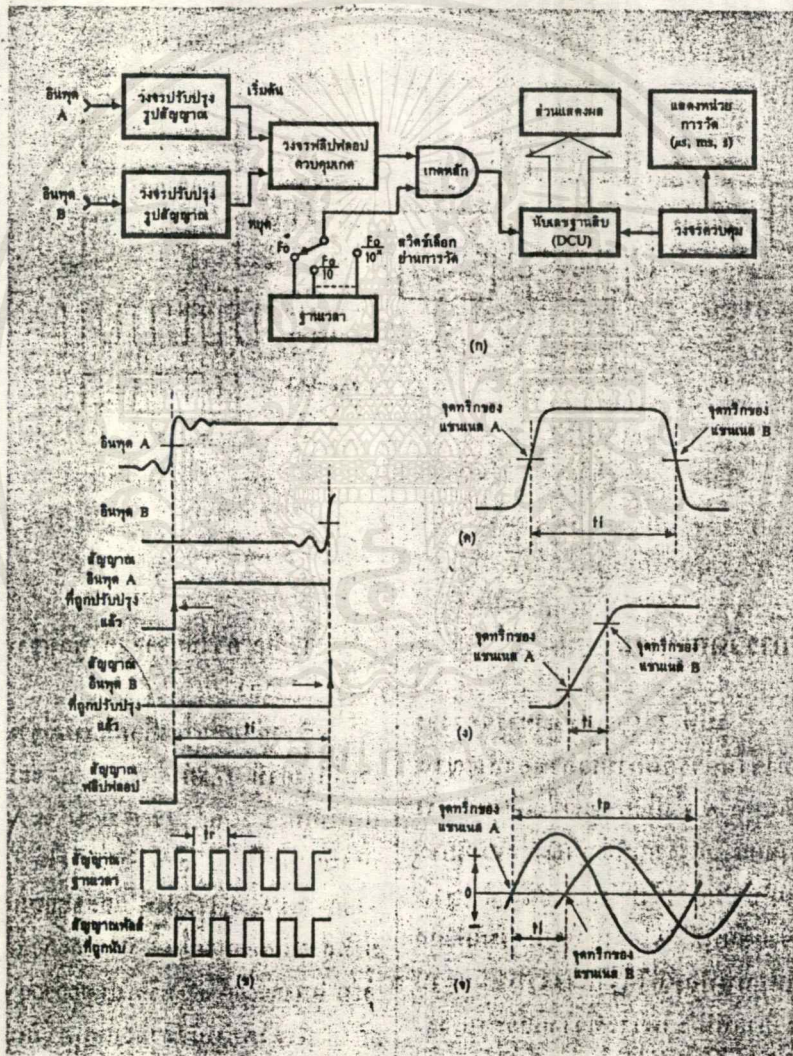 อินพุต
A
วงจรปรับปรุง
รูปสัญญาณ
เริ่มต้น
อินพุต
B
วงจรปรับปรุง
รูปสัญญาณ
หยุด
วงจรฟลิปฟลอป
ควบคุมเกต
เกตหลัก
ส่วนแสดงผล
แสดงหน่วย
การวัด
(μs, ms, s)
นับเลขฐานสิบ
(DCU)
วงจรควบคุม
Fo
Fo
10
Fo
สวิตช์เลือก
ย่านการวัด
ฐานเวลา
(ก)
อินพุต A
อินพุต B
สัญญาณ
อินพุต A
ที่ถูกปรับปรุง
แล้ว
สัญญาณ
อินพุต B
ที่ถูกปรับปรุง
แล้ว
ti
สัญญาณ
ฟลิปฟลอป
tr
สัญญาณ
ฐานเวลา
สัญญาณพัลส์
ที่ถูกนับ
(ข)
จุดทริกของ
แชนเนล A
จุดทริกของ
แชนเนล B
ti
(ค)
จุดทริกของ
แชนเนล A
จุดทริกของ
แชนเนล B
ti
(ง)
จุดทริกของ
แชนเนล A
tp
+
0
-
ti
จุดทริกของ
แชนเนล B
(จ)